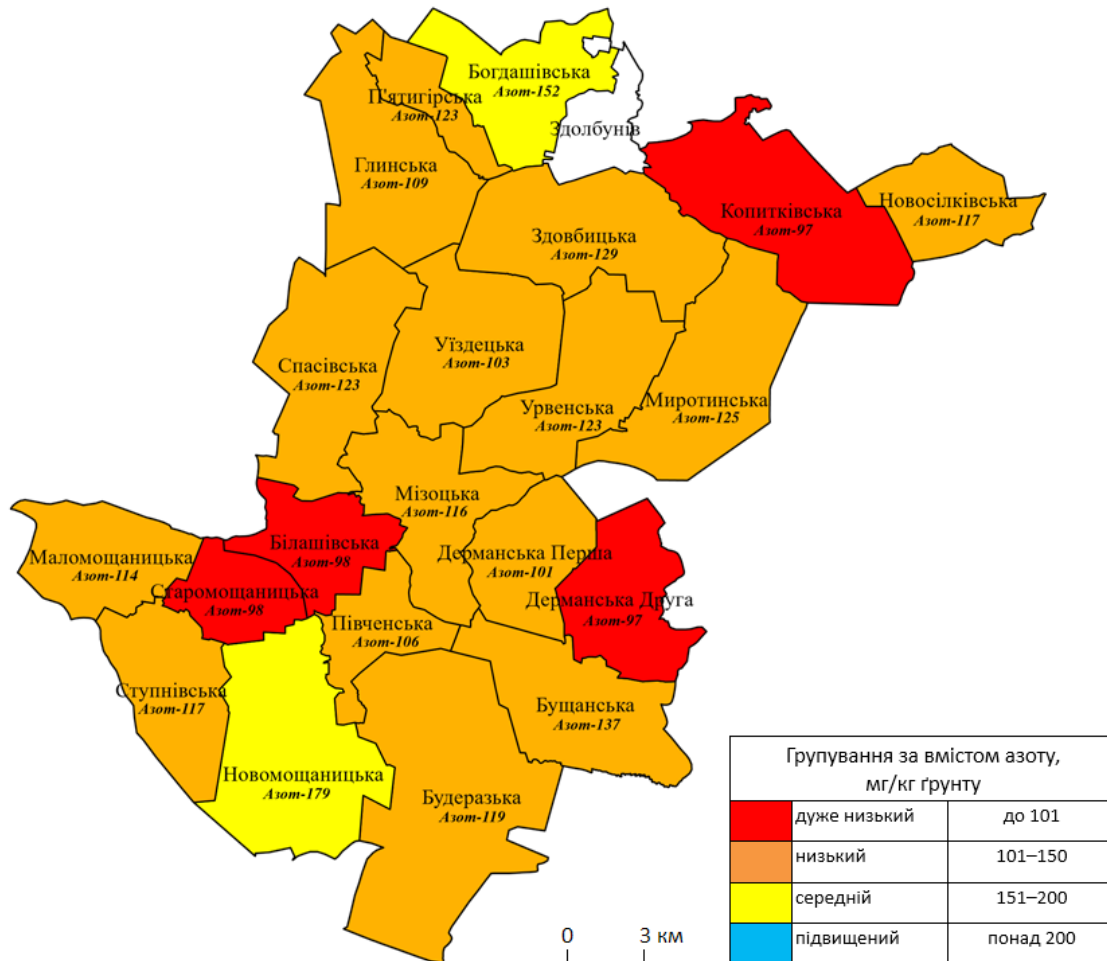 Богдашівська
Азот-152
П'ятигірська
Азот-123
Здолбунів
Глинська
Азот-109
Копитківська
Азот-97
Новосілківська
Азот-117
Здовбицька
Азот-129
Уїздецька
Азот-103
Спасівська
Азот-123
Урвенська
Азот-123
Миротинська
Азот-125
Мізоцька
Азот-116
Білашівська
Азот-98
Дерманська Перша
Азот-101
Маломощаницька
Азот-114
Старомощаницька
Азот-98
Дерманська Друга
Азот-97
Півченська
Азот-106
Ступнівська
Азот-117
Бущанська
Азот-137
Новомощаницька
Азот-179
Будеразька
Азот-119
Групування за вмістом азоту,
мг/кг ґрунту
дуже низький до 101
низький 101–150
середній 151–200
підвищений понад 200
0 3 км